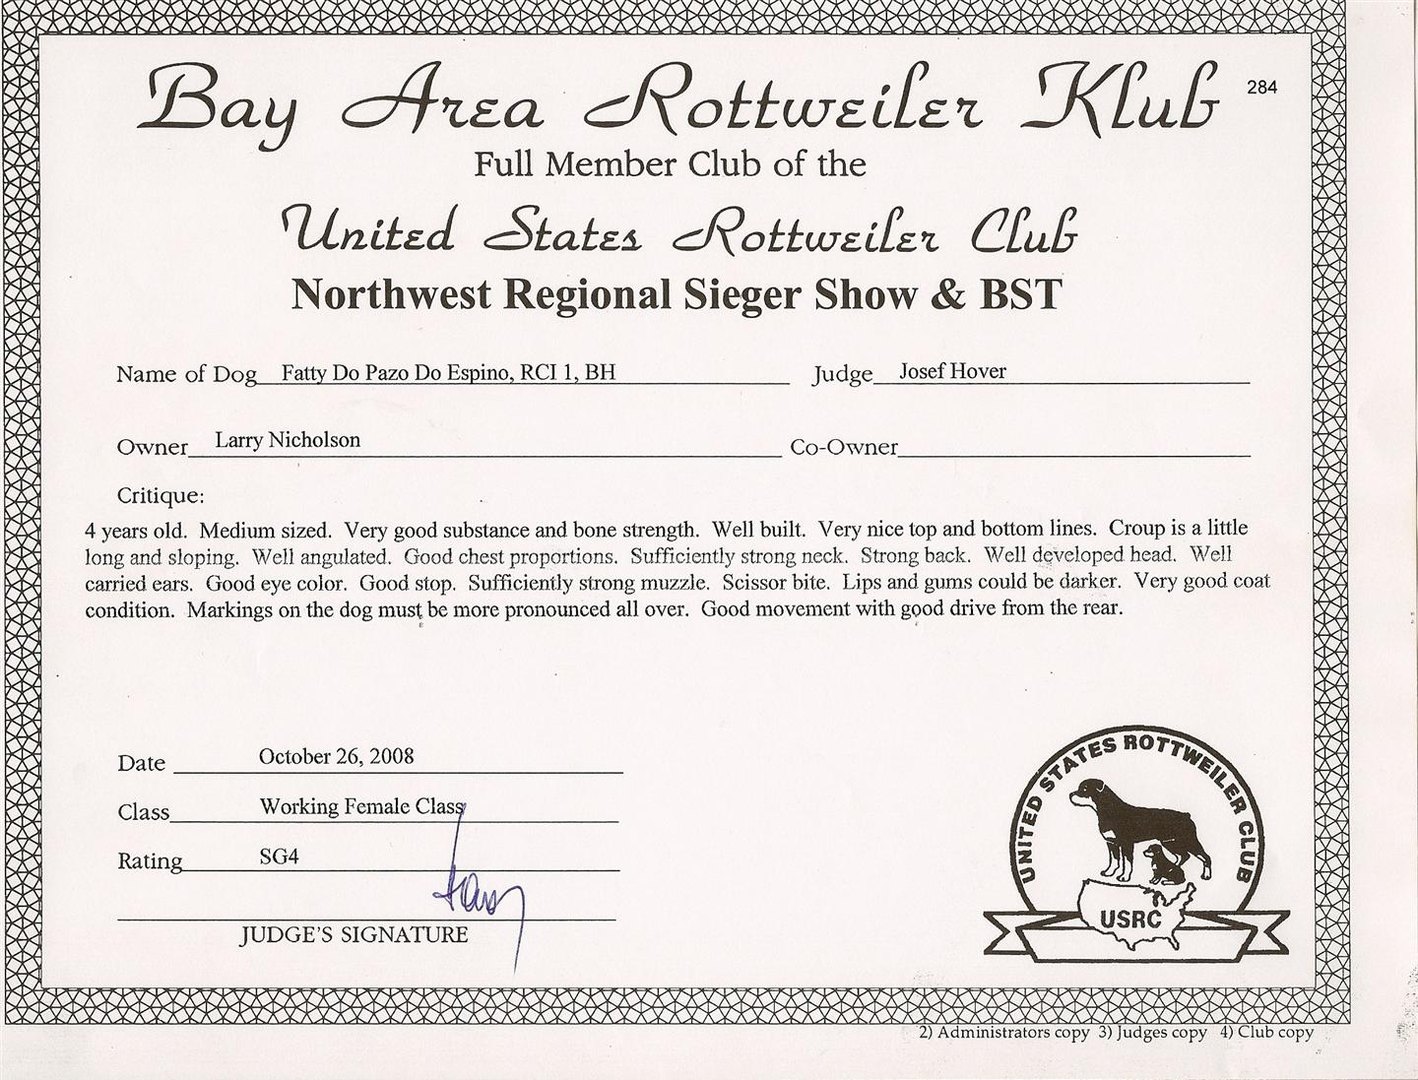 Bay Area Rottweiler Klub 284
Full Member Club of the
United States Rottweiler Club
Northwest Regional Sieger Show & BST
Name of Dog Fatty Do Pazo Do Espino, RCI 1, BH Judge Josef Hover
Owner Larry Nicholson Co-Owner
Critique:
4 years old. Medium sized. Very good substance and bone strength. Well built. Very nice top and bottom lines. Croup is a little
long and sloping. Well angulated. Good chest proportions. Sufficiently strong neck. Strong back. Well developed head. Well
carried ears. Good eye color. Good stop. Sufficiently strong muzzle. Scissor bite. Lips and gums could be darker. Very good coat
condition. Markings on the dog must be more pronounced all over. Good movement with good drive from the rear.
Date October 26, 2008
Class Working Female Class
Rating SG4
JUDGE'S SIGNATURE
UNITED STATES ROTTWEILER CLUB
USRC
2) Administrators copy 3) Judges copy 4) Club copy